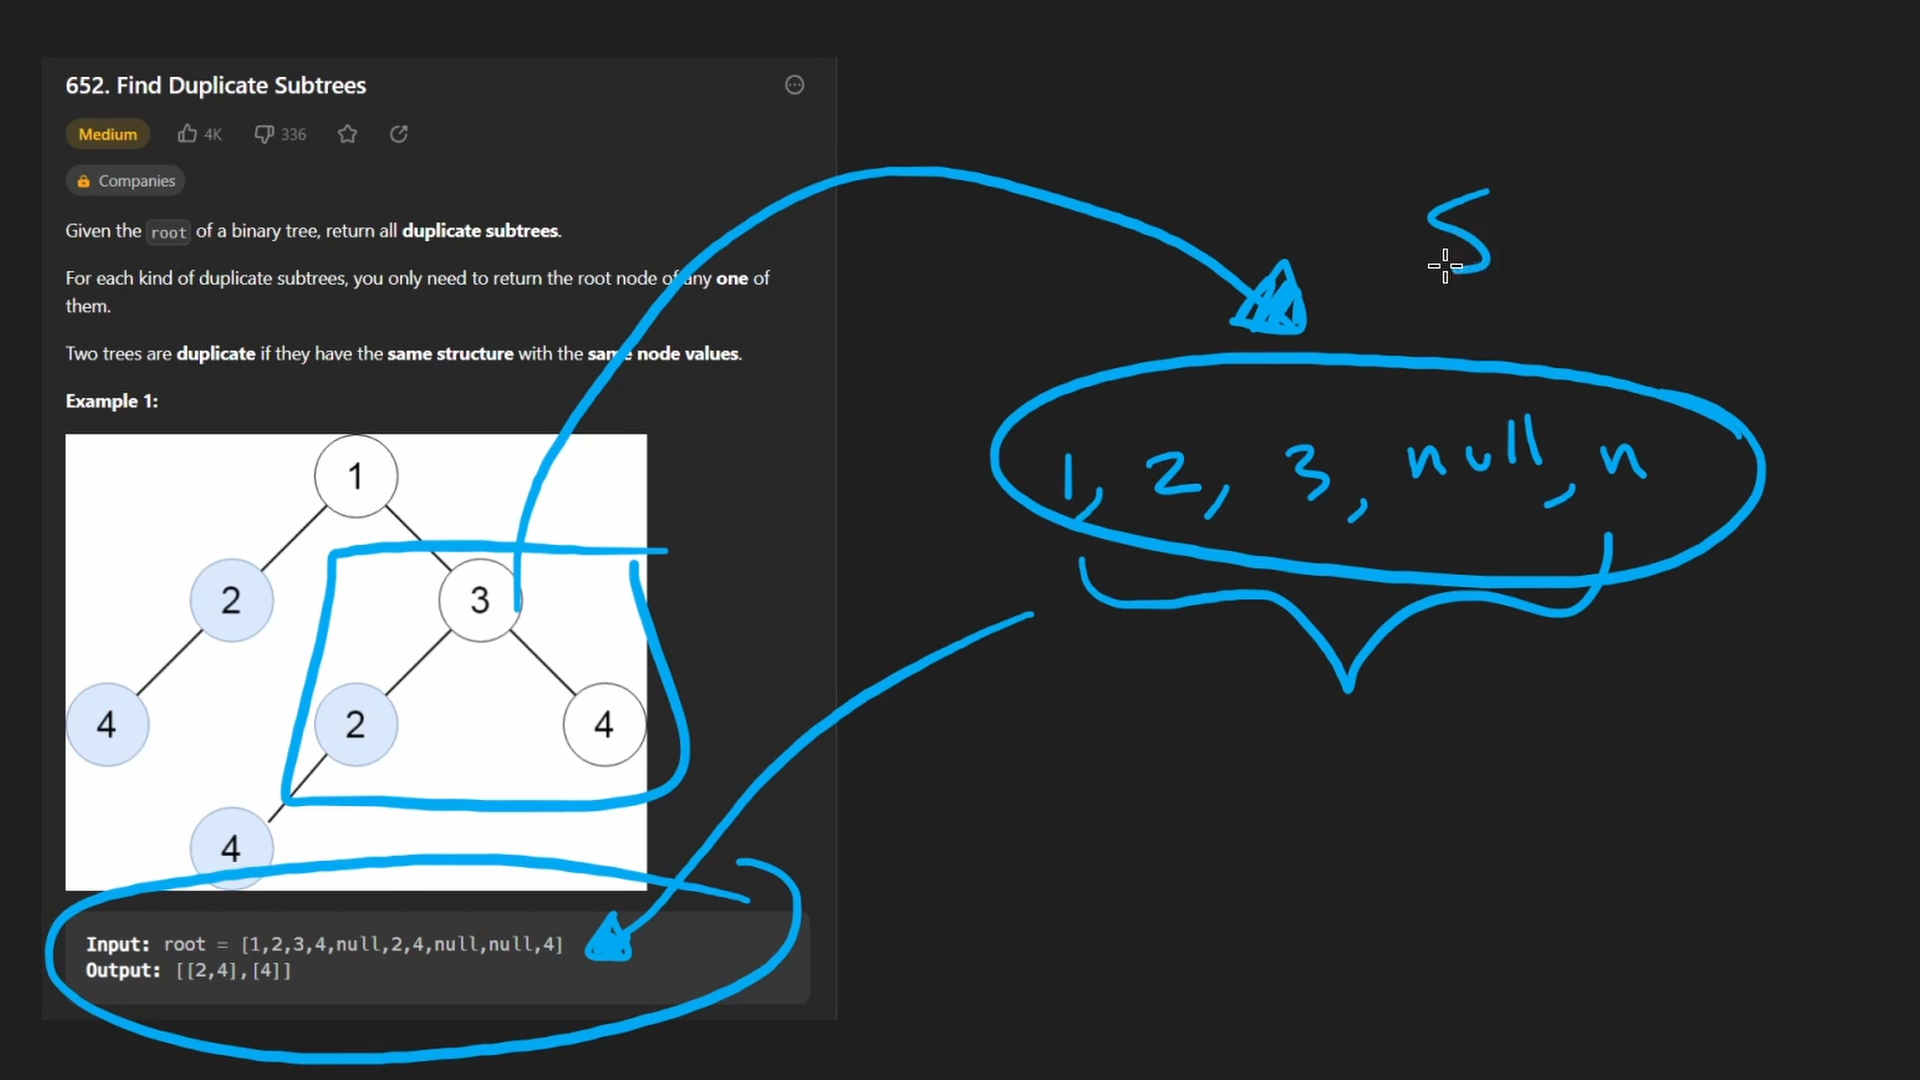 652. Find Duplicate Subtrees
Medium 4K 336
Companies
Given the root of a binary tree, return all duplicate subtrees.
For each kind of duplicate subtrees, you only need to return the root node of any one of
them.
Two trees are duplicate if they have the same structure with the same node values.
Example 1:
1
2 3
4 2 4
4
Input: root = [1,2,3,4,null,2,4,null,null,4]
Output: [[2,4],[4]]
S
1, 2, 3, null, n